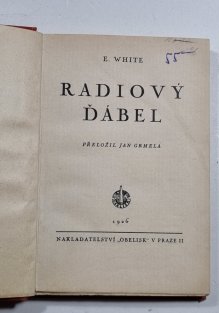 55-
E. WHITE
RADIOVÝ
ĎÁBEL
PŘELOŽIL JAN GRMELA
1926
NAKLADATELSTVÍ „OBELISK“ V PRAZE II